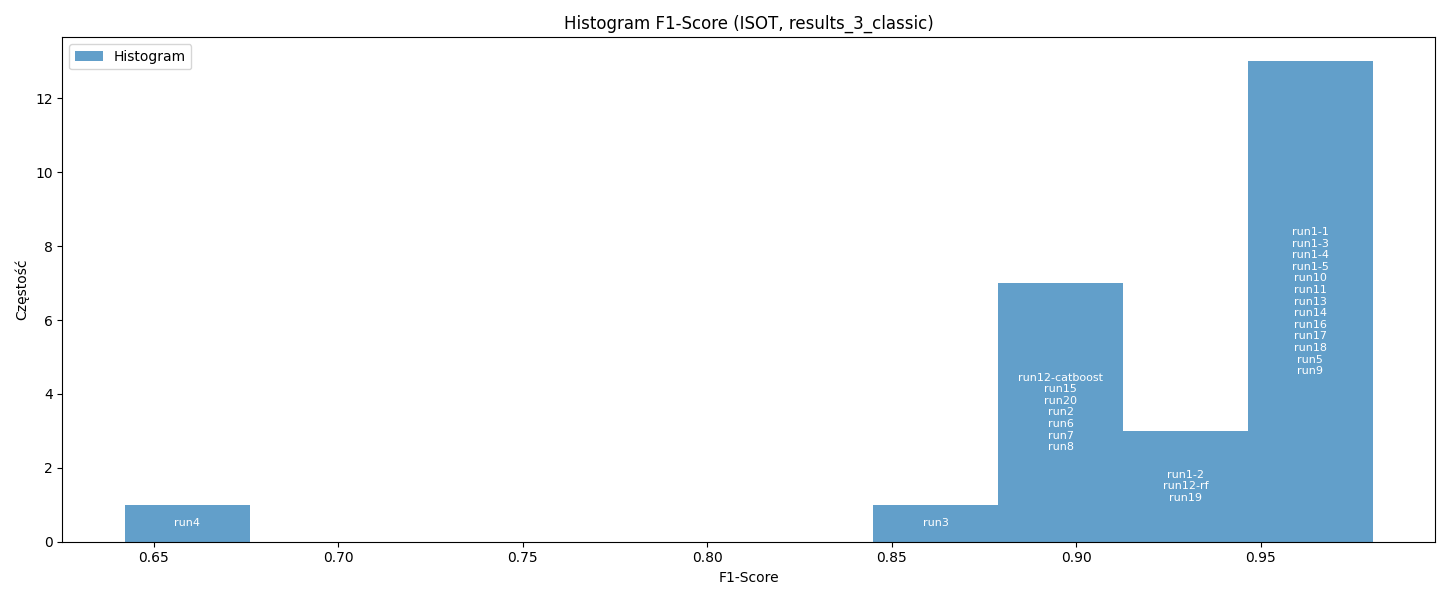 Histogram F1-Score (ISOT, results_3_classic)
Histogram
Częstość
12
10
8
6
4
2
0
run4
run3
run12-catboost
run15
run20
run2
run6
run7
run8
run1-2
run12-rf
run19
run1-1
run1-3
run1-4
run1-5
run10
run11
run13
run14
run16
run17
run18
run5
run9
0.65 0.70 0.75 0.80 0.85 0.90 0.95
F1-Score